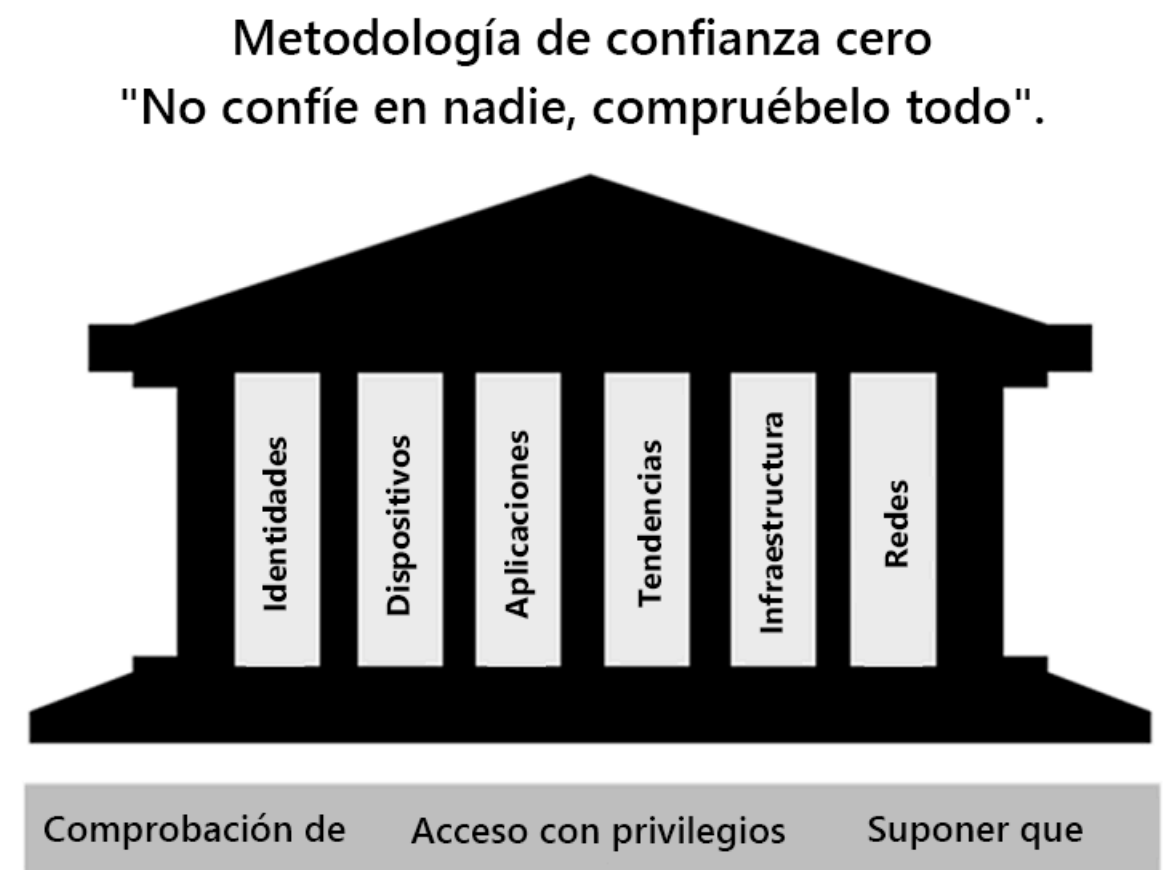 Metodología de confianza cero
"No confíe en nadie, compruébelo todo".
Identidades
Dispositivos
Aplicaciones
Tendencias
Infraestructura
Redes
Comprobación de
Acceso con privilegios
Suponer que